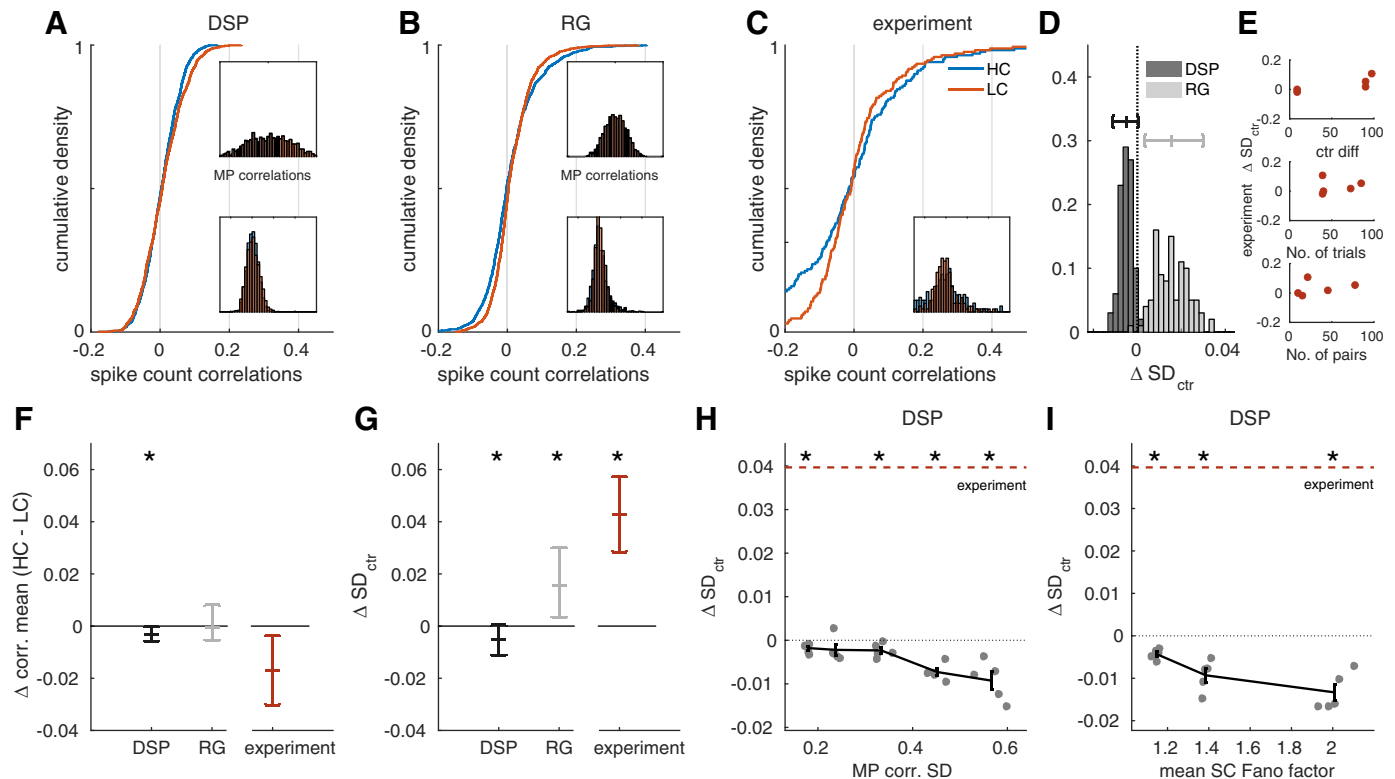 A
DSP
1
cumulative density
MP correlations
1
-0.2
0
0.2
0.4
spike count correlations
B
RG
1
cumulative density
MP correlations
1
-0.2
0
0.2
0.4
spike count correlations
C
experiment
1
cumulative density
HC
LC
1
-0.2
0
0.2
0.4
spike count correlations
D
DSP
RG
0.4
0.3
0.2
0.1
0
0
0.04
Δ SDctr
E
experiment Δ SDctr
0.2
0
-0.2
0
50
100
ctr diff
0.2
0
-0.2
0
50
100
No. of trials
0.2
0
-0.2
0
50
100
No. of pairs
F
Δ corr. mean (HC - LC)
*
0.06
0.04
0.02
0
-0.02
-0.04
DSP
RG
experiment
G
Δ SDctr
* * *
0.06
0.04
0.02
0
-0.02
-0.04
DSP
RG
experiment
H
DSP
* * * *
experiment
Δ SDctr
0.04
0.03
0.02
0.01
0
-0.01
-0.02
0.2
0.4
0.6
MP corr. SD
I
DSP
* * *
experiment
Δ SDctr
0.04
0.03
0.02
0.01
0
-0.01
-0.02
1.2
1.4
1.6
1.8
2
mean SC Fano factor